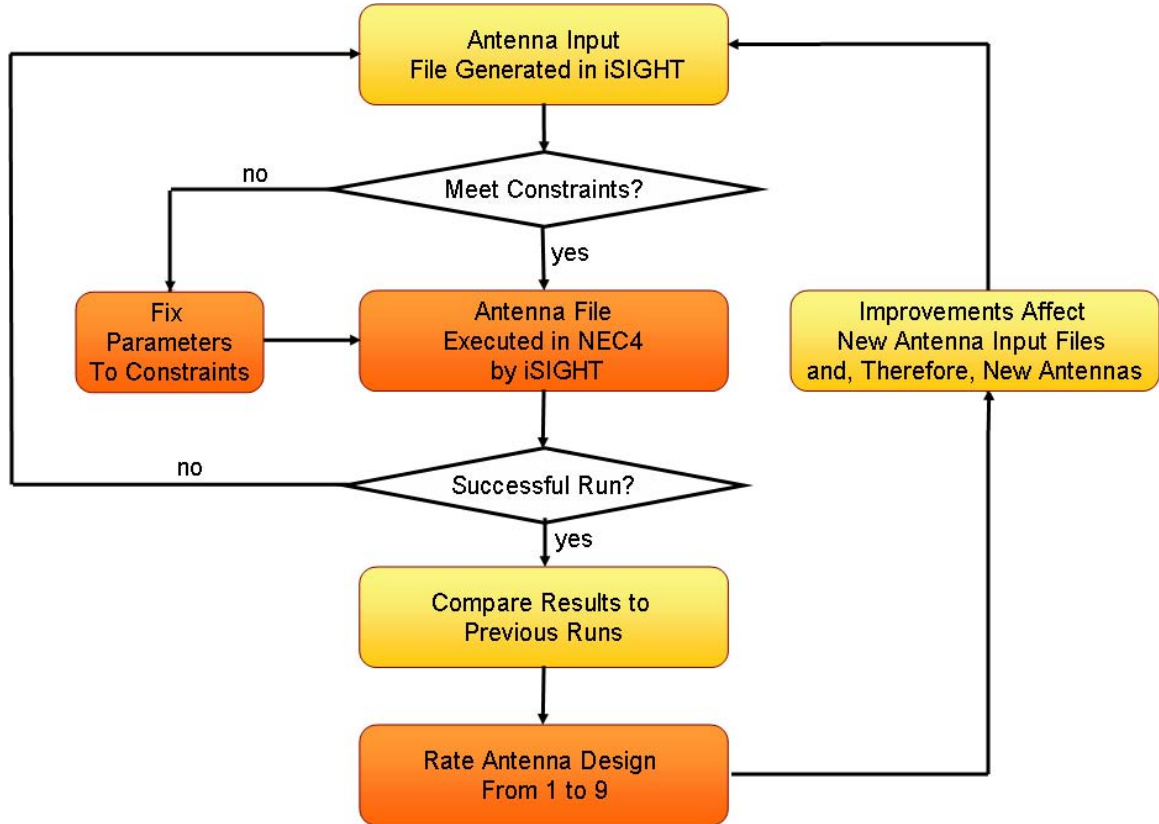 Antenna Input
File Generated in iSIGHT
no
Meet Constraints?
yes
Fix
Parameters
To Constraints
Antenna File
Executed in NEC4
by iSIGHT
Improvements Affect
New Antenna Input Files
and, Therefore, New Antennas
no
Successful Run?
yes
Compare Results to
Previous Runs
Rate Antenna Design
From 1 to 9